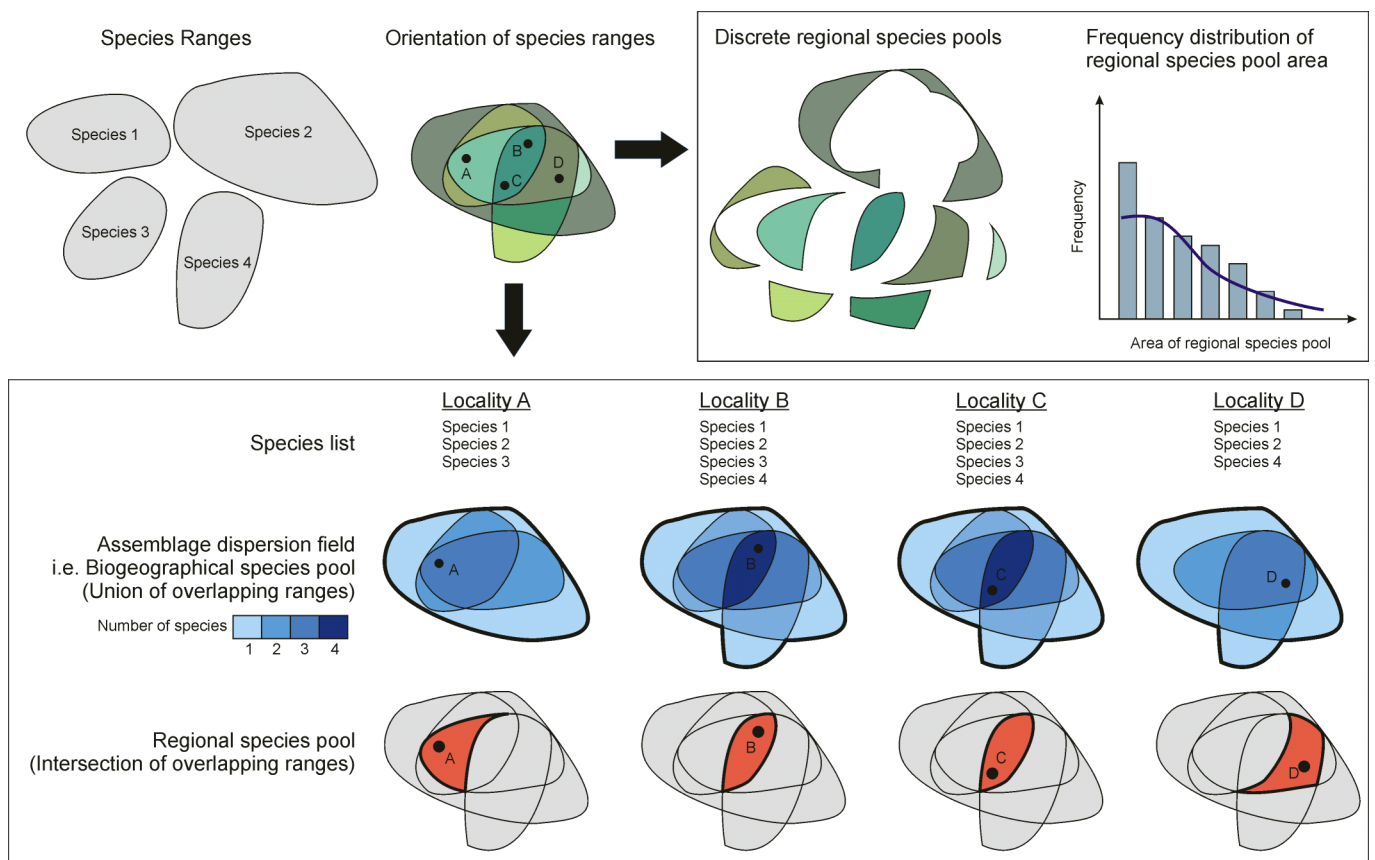 Species Ranges
Species 1
Species 2
Species 3
Species 4
Orientation of species ranges
A
B
C
D
Discrete regional species pools
Frequency distribution of
regional species pool area
Frequency
Area of regional species pool
Species list
Locality A
Species 1
Species 2
Species 3
Locality B
Species 1
Species 2
Species 3
Species 4
Locality C
Species 1
Species 2
Species 3
Species 4
Locality D
Species 1
Species 2
Species 4
Assemblage dispersion field
i.e. Biogeographical species pool
(Union of overlapping ranges)
Number of species
1 2 3 4
A
B
C
D
Regional species pool
(Intersection of overlapping ranges)
A
B
C
D